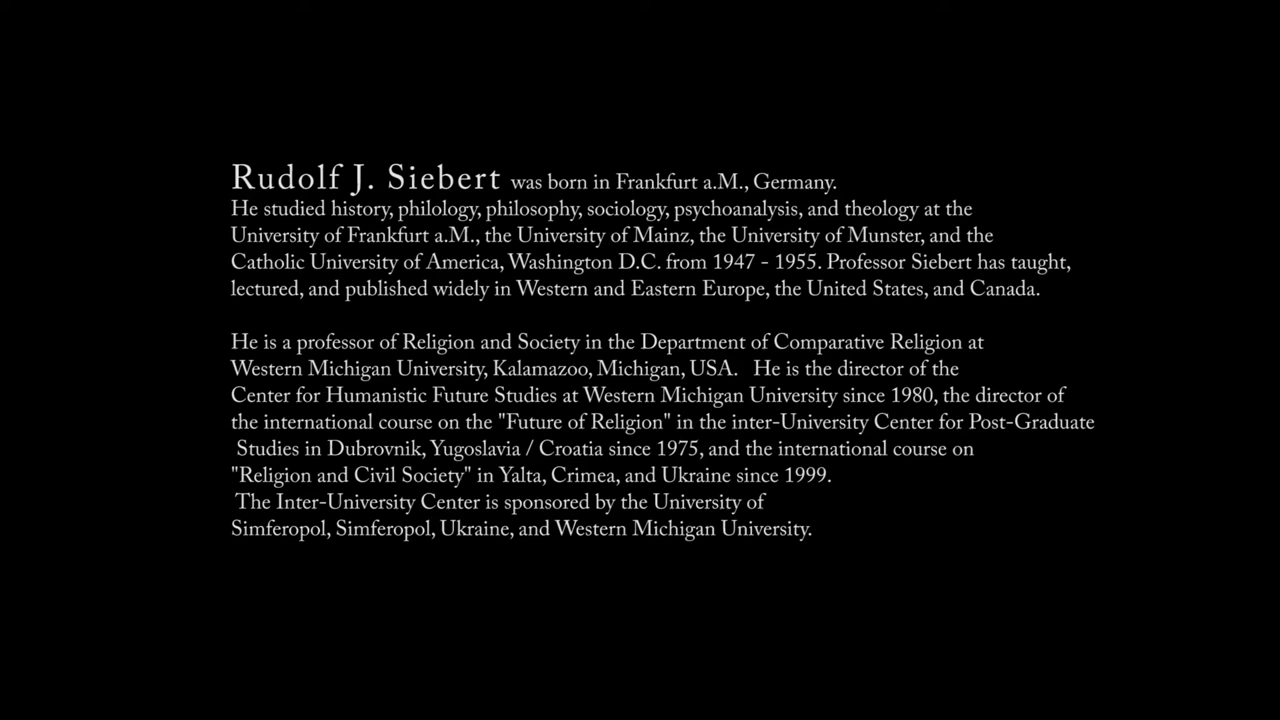 Rudolf J. Siebert was born in Frankfurt a.M., Germany.
He studied history, philology, philosophy, sociology, psychoanalysis, and theology at the
University of Frankfurt a.M., the University of Mainz, the University of Munster, and the
Catholic University of America, Washington D.C. from 1947 - 1955. Professor Siebert has taught,
lectured, and published widely in Western and Eastern Europe, the United States, and Canada.
He is a professor of Religion and Society in the Department of Comparative Religion at
Western Michigan University, Kalamazoo, Michigan, USA. He is the director of the
Center for Humanistic Future Studies at Western Michigan University since 1980, the director of
the international course on the "Future of Religion" in the inter-University Center for Post-Graduate
Studies in Dubrovnik, Yugoslavia / Croatia since 1975, and the international course on
"Religion and Civil Society" in Yalta, Crimea, and Ukraine since 1999.
The Inter-University Center is sponsored by the University of
Simferopol, Simferopol, Ukraine, and Western Michigan University.